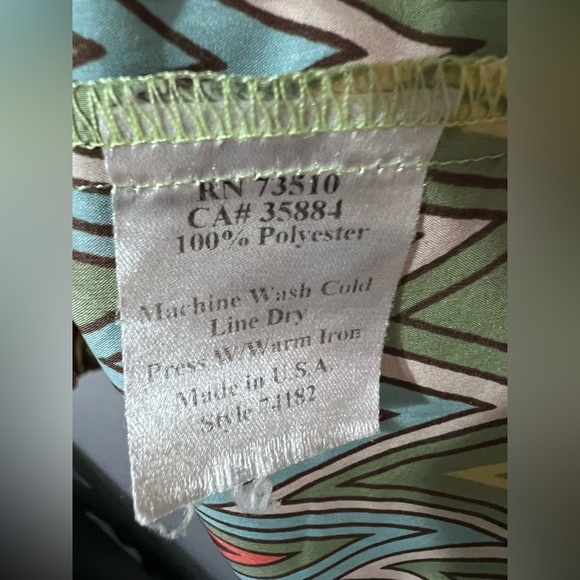 RN 73510
CA# 35884
100% Polyester
Machine Wash Cold
Line Dry
Press W/Warm Iron
Made in U.S.A.
Style 74182